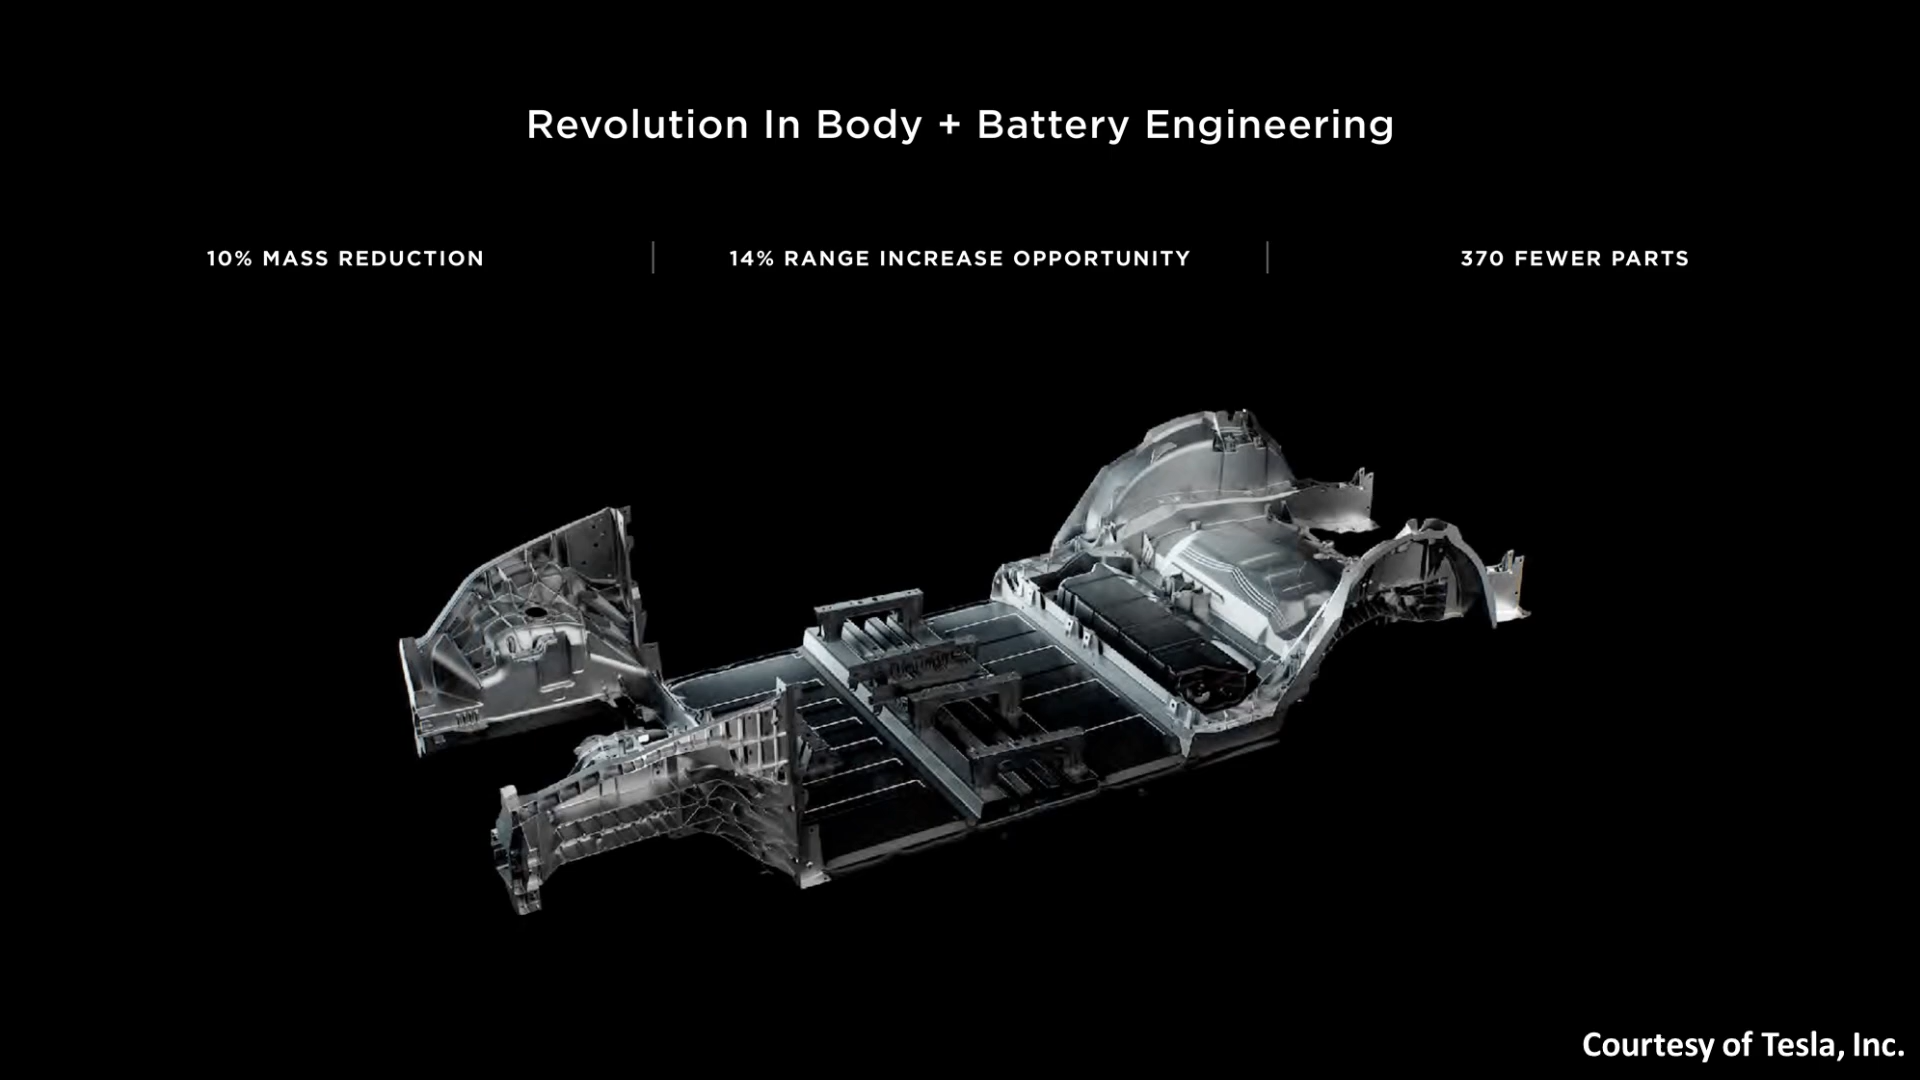 Revolution In Body + Battery Engineering
10% MASS REDUCTION
14% RANGE INCREASE OPPORTUNITY
370 FEWER PARTS
Courtesy of Tesla, Inc.